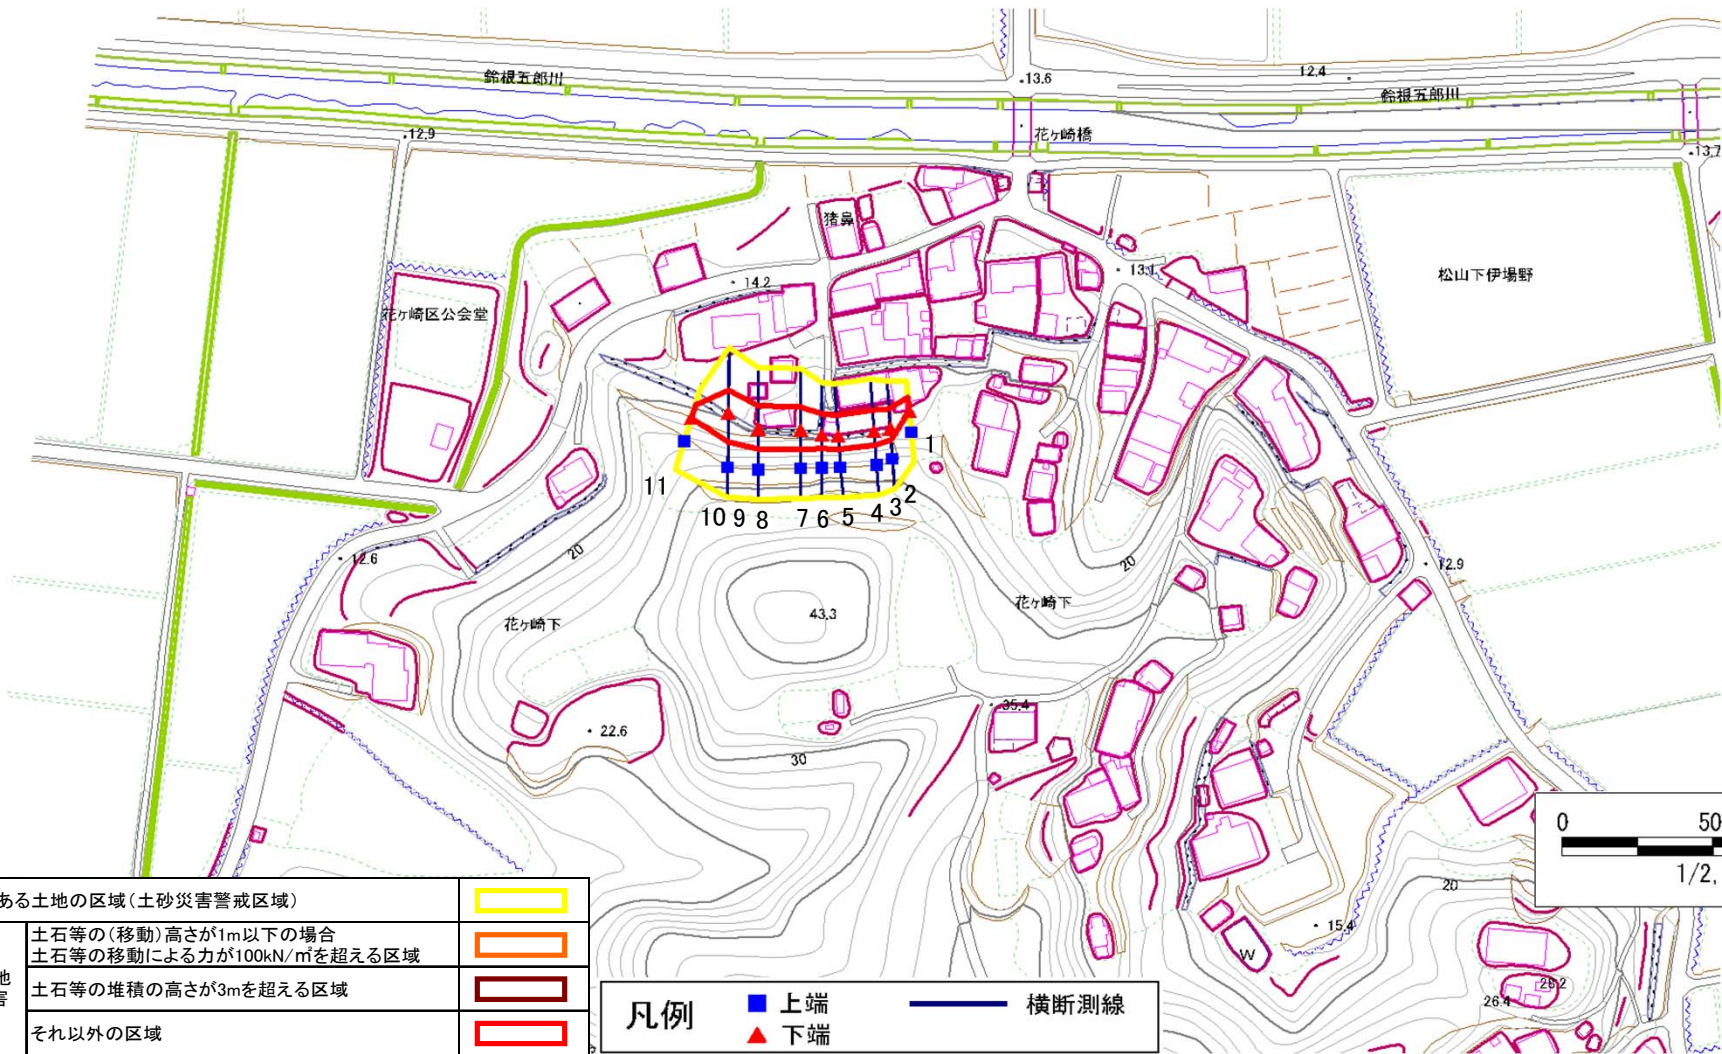 鈴根五郎川
13.6
12.4
鈴根五郎川
12.9
花ヶ崎橋
13.7
猪鼻
14.2
13.1
松山下伊場野
花ヶ崎区公会堂
11
10 9 8 7 6 5 4 3 2 1
20
20
12.6
12.9
43.3
花ヶ崎下
花ヶ崎下
22.6
35.4
30
0 50
1/2,
20
15.4
W
26.2
26.4
ある土地の区域(土砂災害警戒区域)
土石等の(移動)高さが1m以下の場合
土石等の移動による力が100kN/㎡を超える区域
地
害
土石等の堆積の高さが3mを超える区域
それ以外の区域
凡例
上端
横断測線
下端